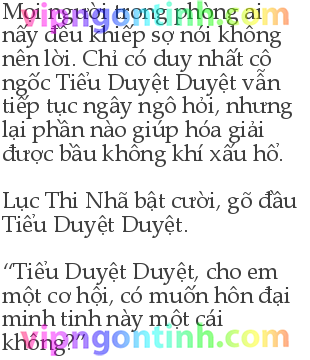 Mọi người trong phòng ai
nấy đều khiếp sợ nói không
nên lời. Chỉ có duy nhất cô
ngốc Tiểu Duyệt Duyệt vẫn
tiếp tục ngây ngô hỏi, nhưng
lại phần nào giúp hóa giải
được bầu không khí xấu hổ.
Lục Thi Nhã bật cười, gõ đầu
Tiểu Duyệt Duyệt.
“Tiểu Duyệt Duyệt, cho em
một cơ hội, có muốn hôn đại
minh tinh này một cái
không?”
vipngontinh.com
vipngontinh.com